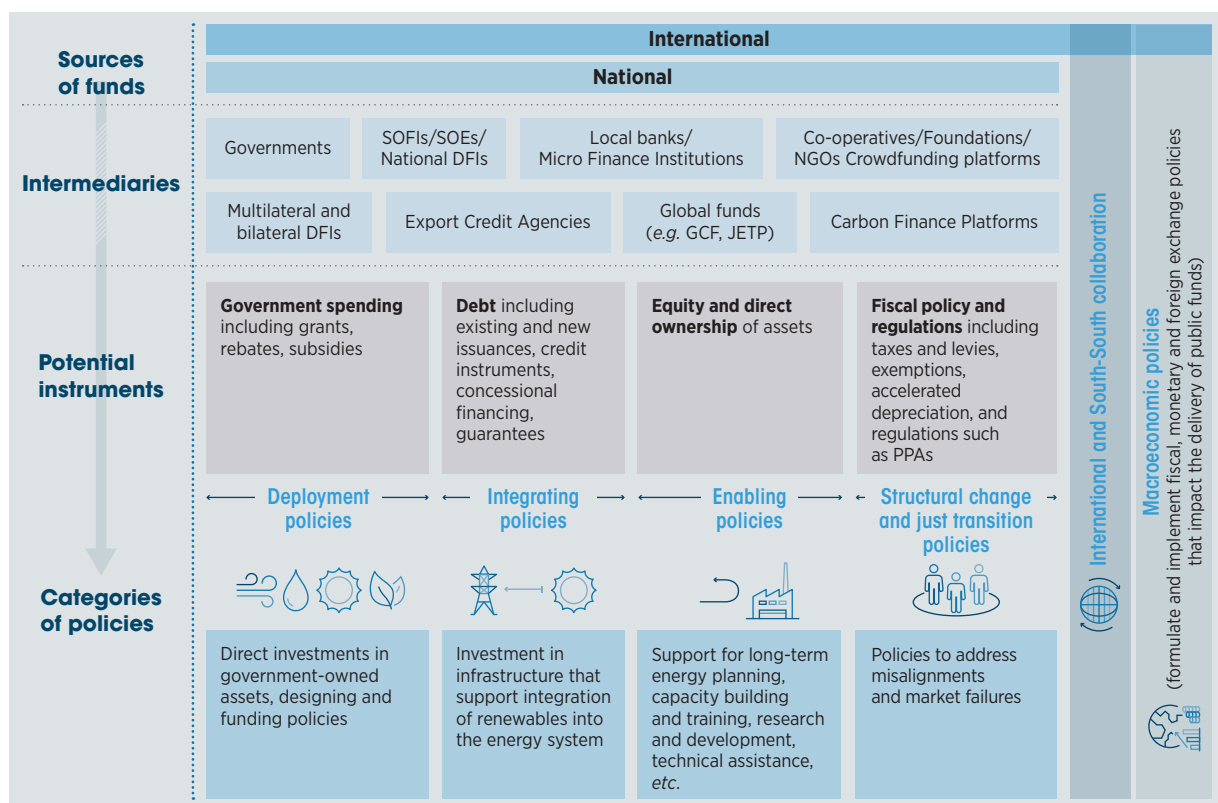 Sources
of funds
International
National
Intermediaries
Governments
SOFIs/SOEs/
National DFIs
Local banks/
Micro Finance Institutions
Co-operatives/Foundations/
NGOs Crowdfunding platforms
Multilateral and
bilateral DFIs
Export Credit Agencies
Global funds
(e.g. GCF, JETP)
Carbon Finance Platforms
Potential
instruments
Government spending
including grants,
rebates, subsidies
Debt including
existing and new
issuances, credit
instruments,
concessional
financing,
guarantees
Equity and direct
ownership of assets
Fiscal policy and
regulations including
taxes and levies,
exemptions,
accelerated
depreciation, and
regulations such
as PPAs
Categories
of policies
Deployment
policies
Integrating
policies
Enabling
policies
Structural change
and just transition
policies
Direct investments in
government-owned
assets, designing and
funding policies
Investment in
infrastructure that
support integration
of renewables into
the energy system
Support for long-term
energy planning,
capacity building
and training, research
and development,
technical assistance,
etc.
Policies to address
misalignments
and market failures
International and South-South collaboration
Macroeconomic policies
(formulate and implement fiscal, monetary and foreign exchange policies
that impact the delivery of public funds)